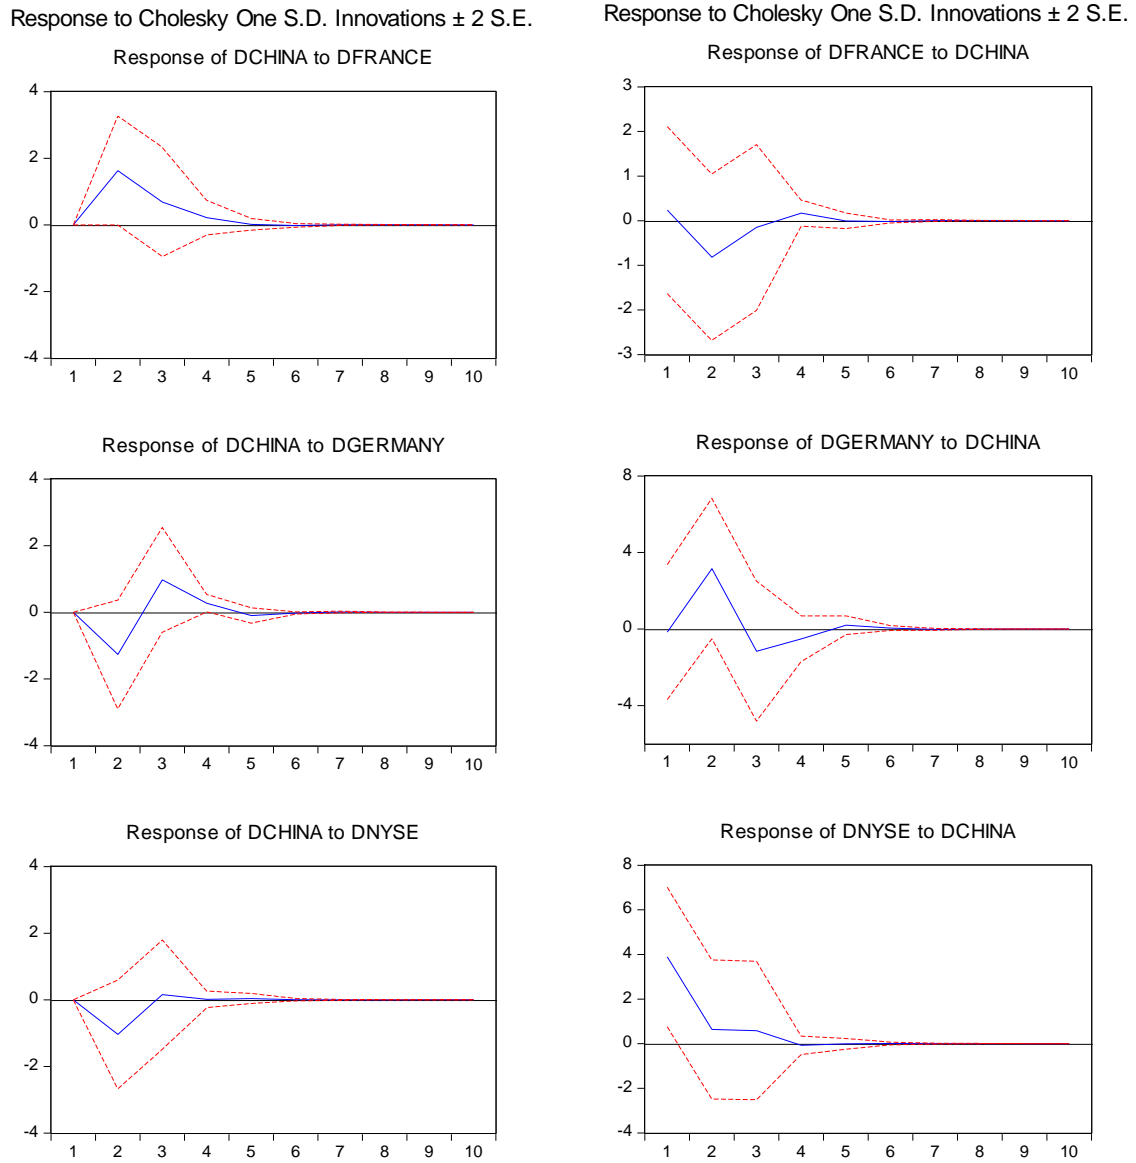 Response to Cholesky One S.D. Innovations ± 2 S.E.
Response of DCHINA to DFRANCE
4
2
0
-2
-4
1 2 3 4 5 6 7 8 9 10
Response of DCHINA to DGERMANY
4
2
0
-2
-4
1 2 3 4 5 6 7 8 9 10
Response of DCHINA to DNYSE
4
2
0
-2
-4
1 2 3 4 5 6 7 8 9 10
Response to Cholesky One S.D. Innovations ± 2 S.E.
Response of DFRANCE to DCHINA
3
2
1
0
-1
-2
-3
1 2 3 4 5 6 7 8 9 10
Response of DGERMANY to DCHINA
8
4
0
-4
1 2 3 4 5 6 7 8 9 10
Response of DNYSE to DCHINA
8
6
4
2
0
-2
-4
1 2 3 4 5 6 7 8 9 10